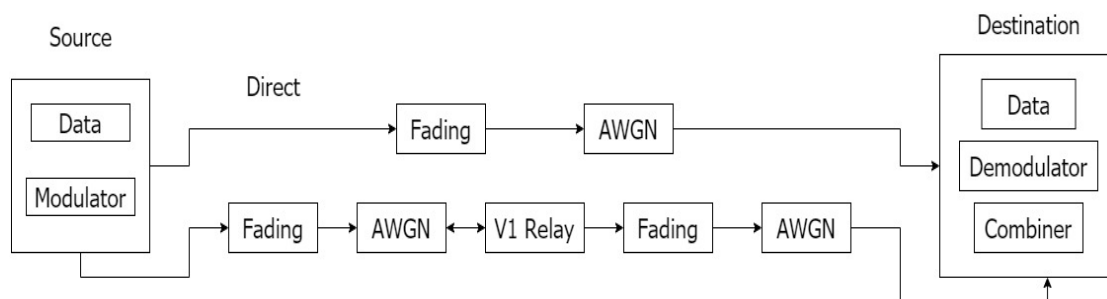 Source
Destination
Direct
Data
Modulator
Fading
AWGN
Data
Demodulator
Combiner
Fading
AWGN
V1 Relay
Fading
AWGN